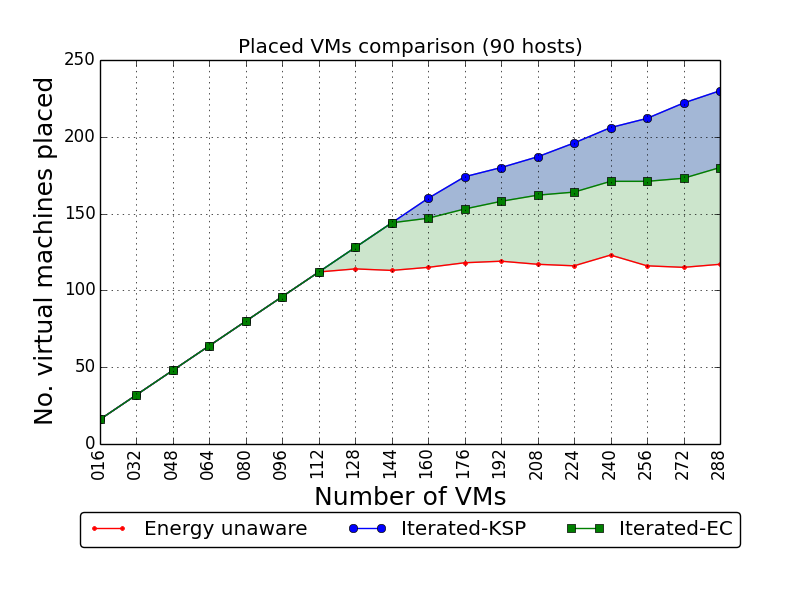 Placed VMs comparison (90 hosts)
No. virtual machines placed
250
200
150
100
50
0
016 032 048 064 080 096 112 128 144 160 176 192 208 224 240 256 272 288
Number of VMs
Energy unaware Iterated-KSP Iterated-EC